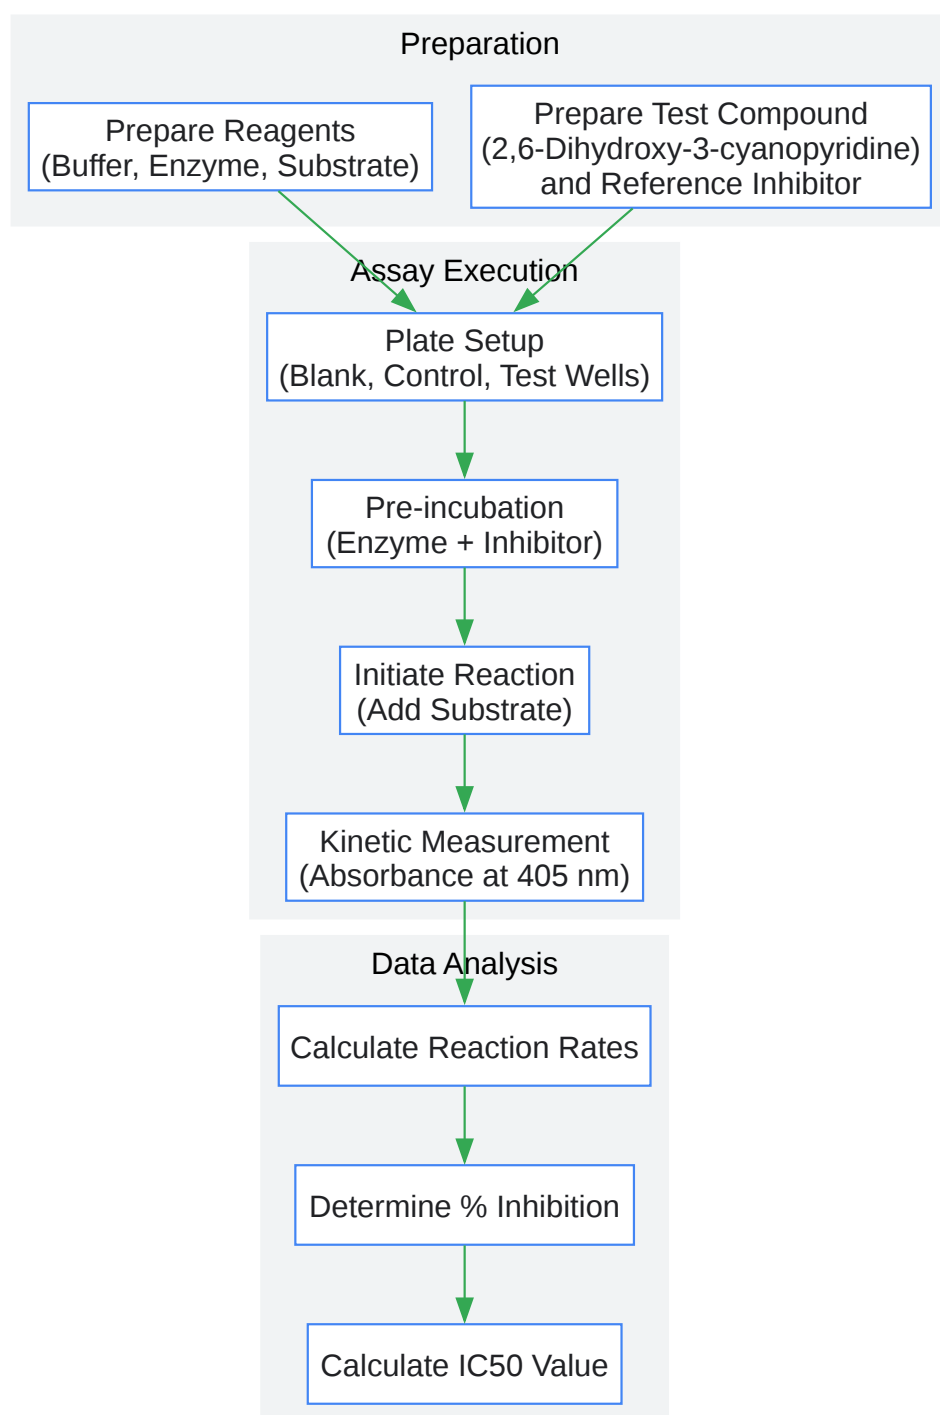 Preparation
Prepare Reagents
(Buffer, Enzyme, Substrate)
Prepare Test Compound
(2,6-Dihydroxy-3-cyanopyridine)
and Reference Inhibitor
Assay Execution
Plate Setup
(Blank, Control, Test Wells)
Pre-incubation
(Enzyme + Inhibitor)
Initiate Reaction
(Add Substrate)
Kinetic Measurement
(Absorbance at 405 nm)
Data Analysis
Calculate Reaction Rates
Determine % Inhibition
Calculate IC50 Value